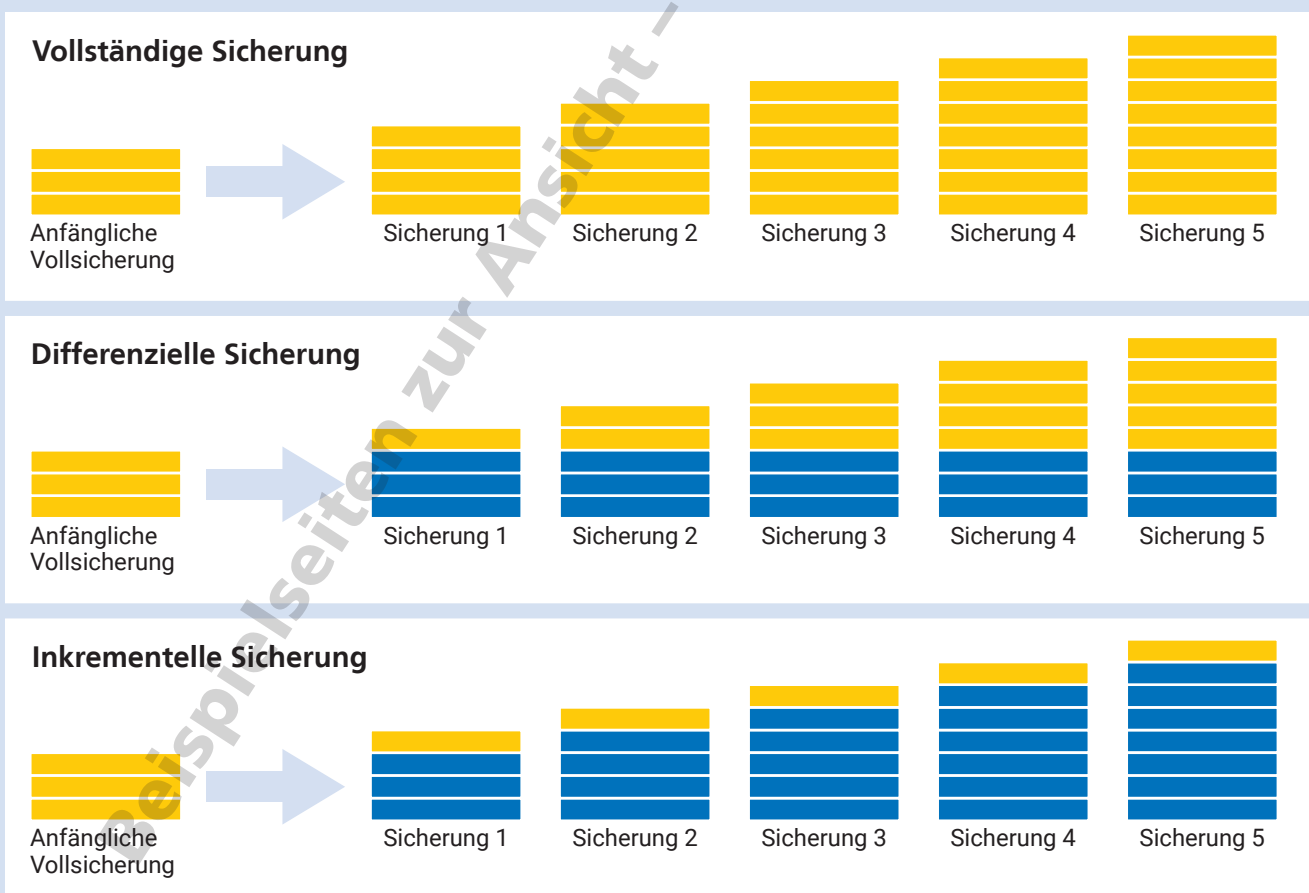 Vollständige Sicherung
Anfängliche
Vollsicherung
Sicherung 1
Sicherung 2
Sicherung 3
Sicherung 4
Sicherung 5
Differenzielle Sicherung
Anfängliche
Vollsicherung
Sicherung 1
Sicherung 2
Sicherung 3
Sicherung 4
Sicherung 5
Inkrementelle Sicherung
Anfängliche
Vollsicherung
Sicherung 1
Sicherung 2
Sicherung 3
Sicherung 4
Sicherung 5
Beispielseiten zur Ansicht –